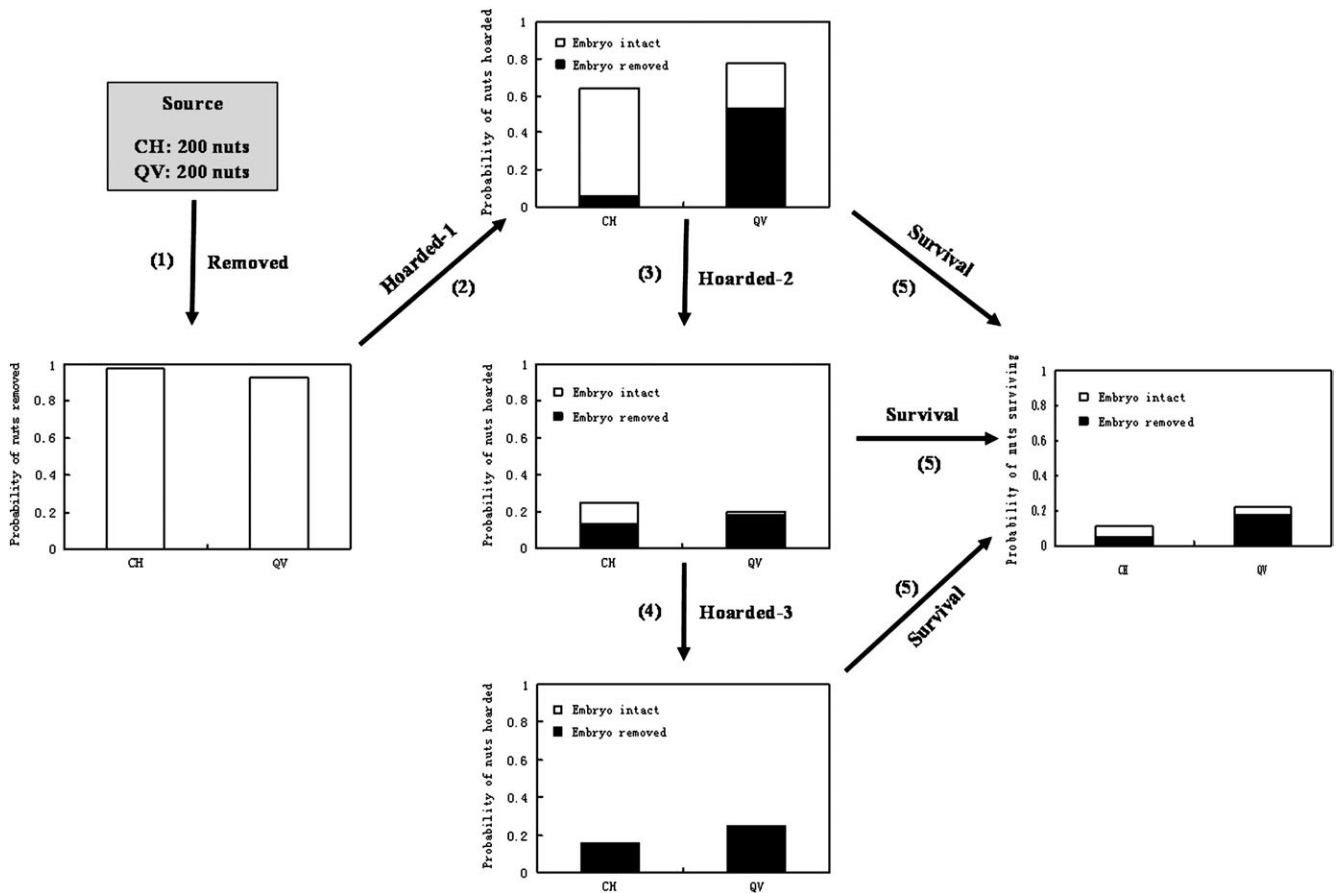 Source
CH: 200 nuts
QV: 200 nuts
(1)
Removed
Probability of nuts removed
1
0.8
0.6
0.4
0.2
0
CH
QV
Hoarded-1
(2)
Probability of nuts hoarded
1
0.8
0.6
0.4
0.2
0
Embryo intact
Embryo removed
CH
QV
(3)
Hoarded-2
Survival
(5)
Probability of nuts hoarded
1
0.8
0.6
0.4
0.2
0
Embryo intact
Embryo removed
CH
QV
Survival
(5)
(4)
Hoarded-3
Probability of nuts hoarded
1
0.8
0.6
0.4
0.2
0
Embryo intact
Embryo removed
CH
QV
(5)
Survival
Probability of nuts surviving
1
0.8
0.6
0.4
0.2
0
Embryo intact
Embryo removed
CH
QV